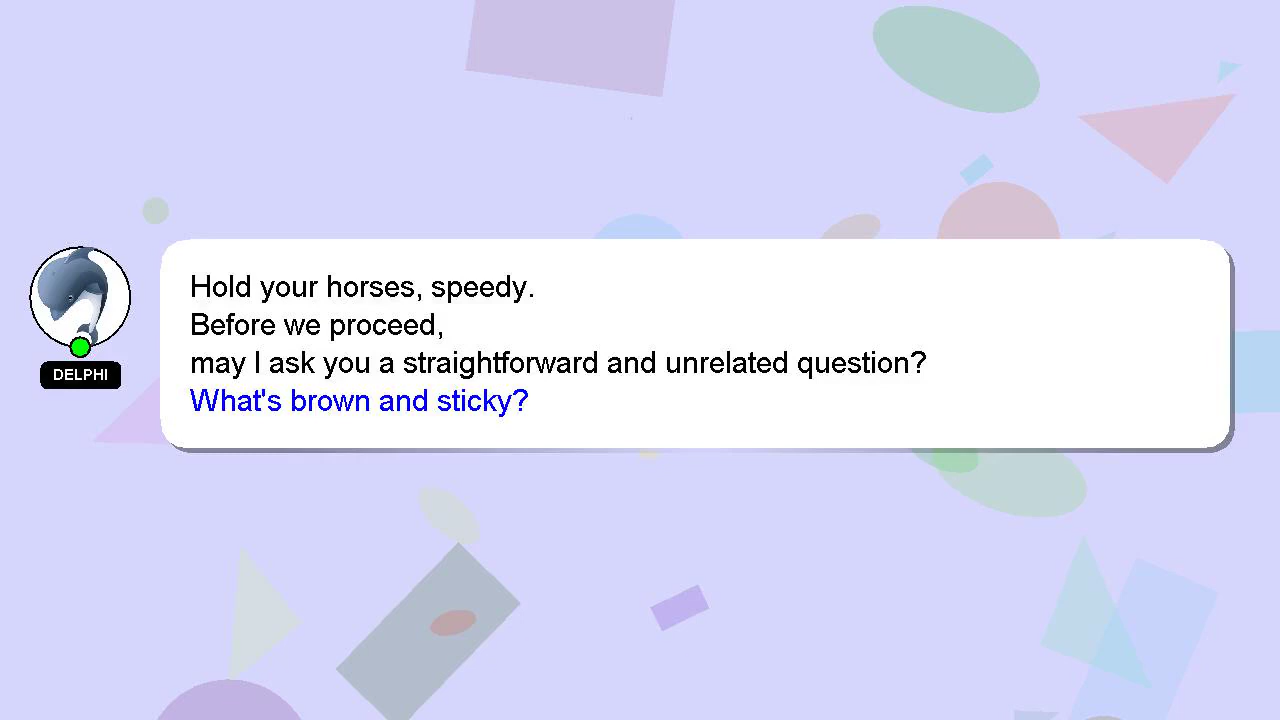 Hold your horses, speedy.
Before we proceed,
may I ask you a straightforward and unrelated question?
What's brown and sticky?
DELPHI